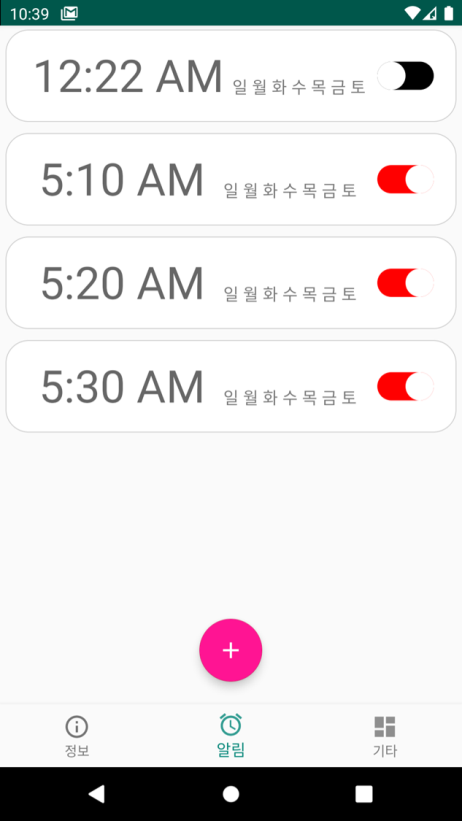 10:39
12:22 AM 일 월 화 수 목 금 토
5:10 AM 일 월 화 수 목 금 토
5:20 AM 일 월 화 수 목 금 토
5:30 AM 일 월 화 수 목 금 토
+
정보 알림 기타